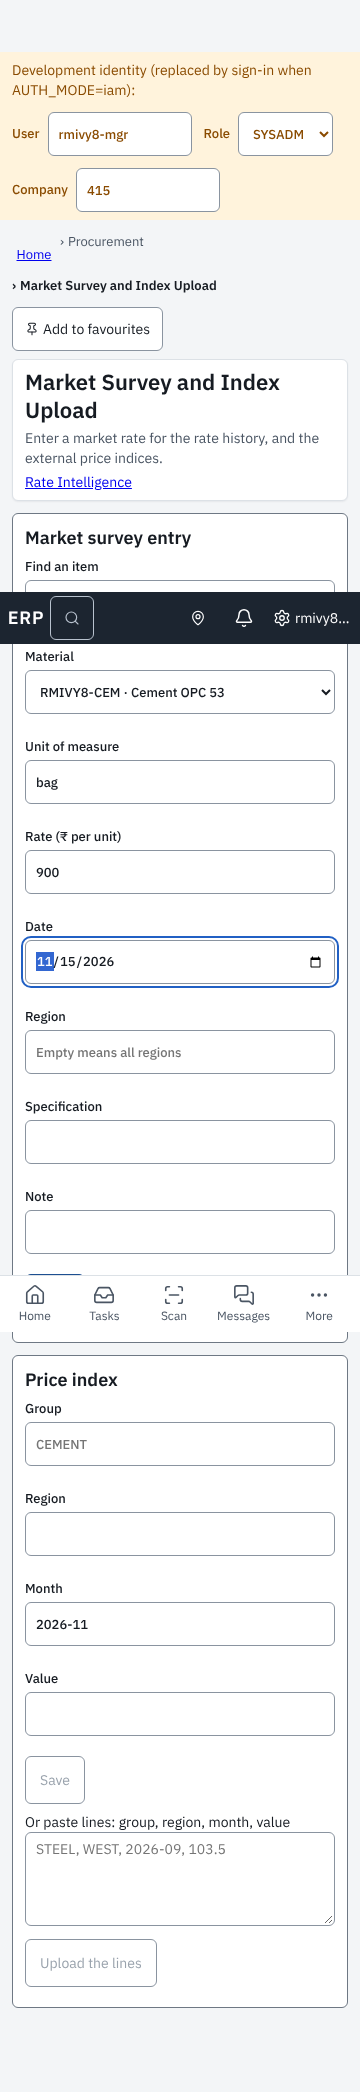 Development identity (replaced by sign-in when
AUTH_MODE=iam):
User rmivy8-mgr Role SYSADM
Company 415
Home › Procurement
› Market Survey and Index Upload
Add to favourites
Market Survey and Index
Upload
Enter a market rate for the rate history, and the
external price indices.
Rate Intelligence
Market survey entry
Find an item
ERP rmivy8...
Material
RMIVY8-CEM · Cement OPC 53
Unit of measure
bag
Rate (₹ per unit)
900
Date
11/15/2026
Region
Empty means all regions
Specification
Note
Home Tasks Scan Messages More
Price index
Group
CEMENT
Region
Month
2026-11
Value
Save
Or paste lines: group, region, month, value
STEEL, WEST, 2026-09, 103.5
Upload the lines